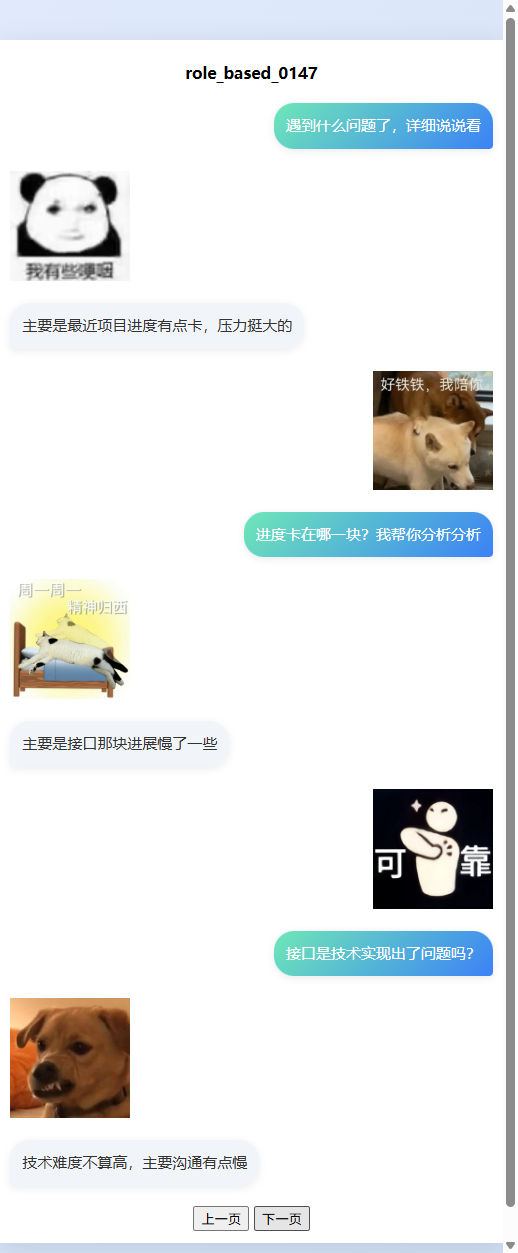 role_based_0147
遇到什么问题了，详细说说看
我有些哽咽
主要是最近项目进度有点卡，压力挺大的
好铁铁，我陪你
进度卡在哪一块？我帮你分析分析
周一周一
精神归西
主要是接口那块进展慢了一些
可靠
接口是技术实现出了问题吗？
技术难度不算高，主要沟通有点慢
上一页 下一页